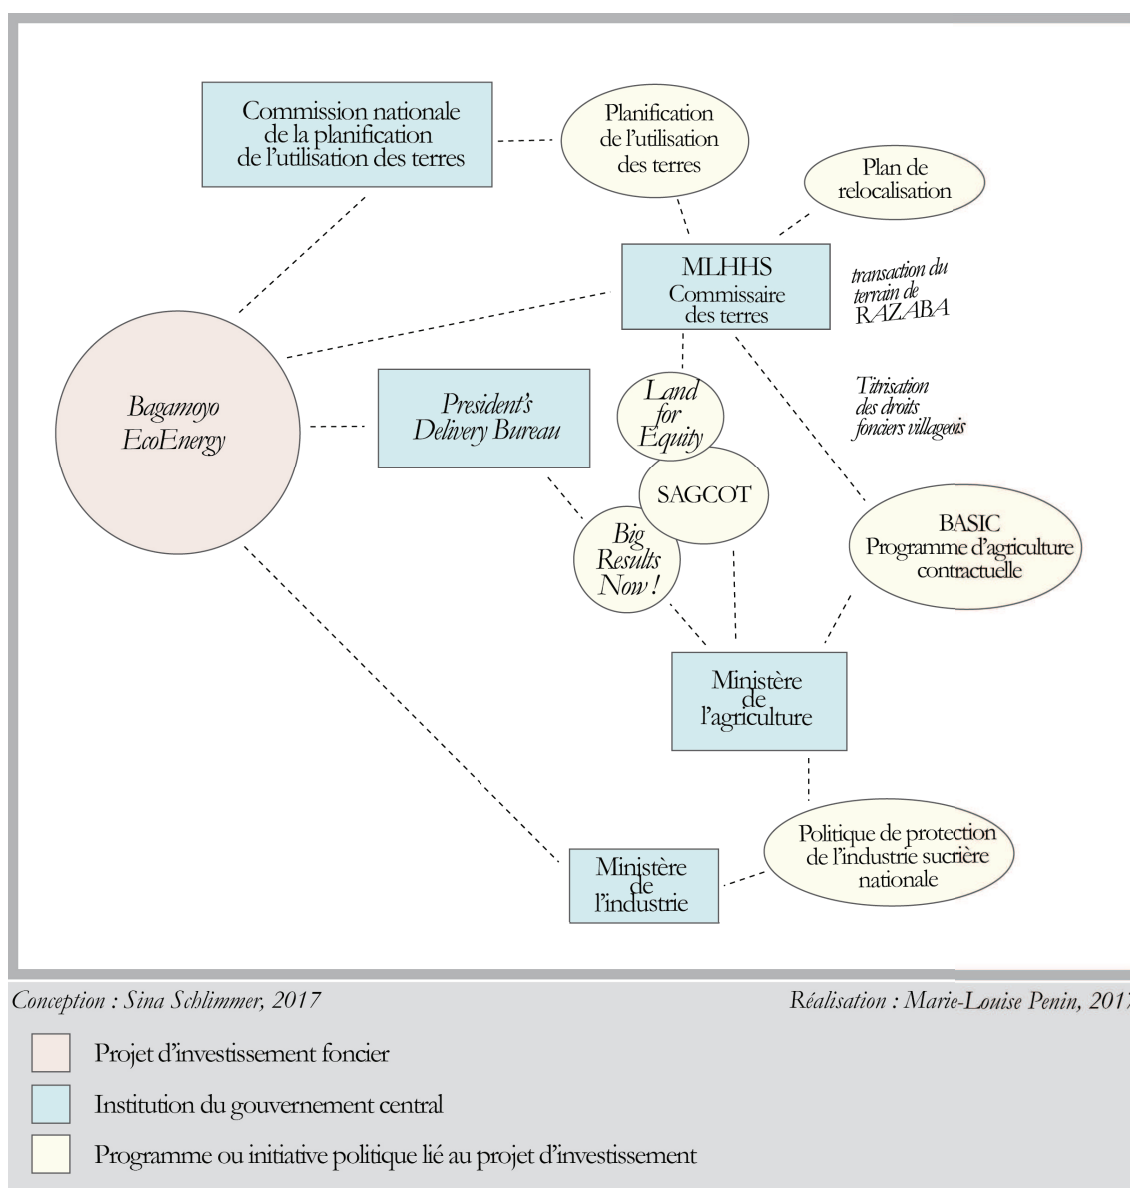 Commission nationale
de la planification
de l'utilisation des terres
Planification
de l'utilisation
des terres
Plan de
relocalisation
MLHHS
Commissaire
des terres
transaction du
terrain de
RAZABA
Bagamoyo
EcoEnergy
President's
Delivery Bureau
Land
for
Equity
Titrisation
des droits
fonciers villageois
SAGCOT
Big
Results
Now !
BASIC
Programme d'agriculture
contractuelle
Ministère
de
l'agriculture
Politique de protection
de l'industrie sucrière
nationale
Ministère
de
l'industrie
Conception : Sina Schlimmer, 2017
Réalisation : Marie-Louise Penin, 2017
Projet d'investissement foncier
Institution du gouvernement central
Programme ou initiative politique lié au projet d'investissement